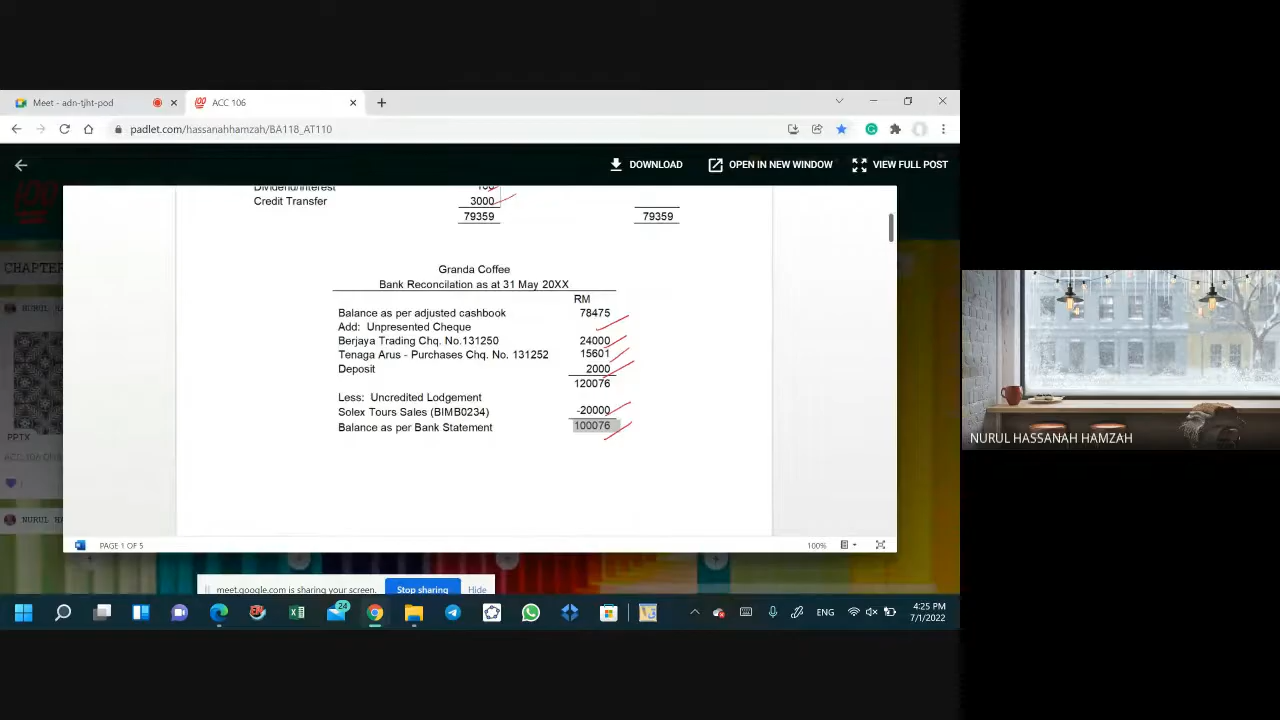 Meet - adn-tjht-pod
ACC 106
padlet.com/hassanahhamzah/BA118_AT110
DOWNLOAD
OPEN IN NEW WINDOW
VIEW FULL POST
Dividend/Interest
Credit Transfer 3000
79359 79359
Granda Coffee
Bank Reconcilation as at 31 May 20XX
RM
Balance as per adjusted cashbook 78475
Add: Unpresented Cheque
Berjaya Trading Chq. No.131250 24000
Tenaga Arus - Purchases Chq. No. 131252 15601
Deposit 2000
120076
Less: Uncredited Lodgement
Solex Tours Sales (BIMB0234) -20000
Balance as per Bank Statement 100076
PAGE 1 OF 5
100%
CHAPTE
PPTX
meet.google.com is sharing your screen.
Stop sharing
Hide
24
ENG
4:25 PM
7/1/2022
NURUL HASSANAH HAMZAH